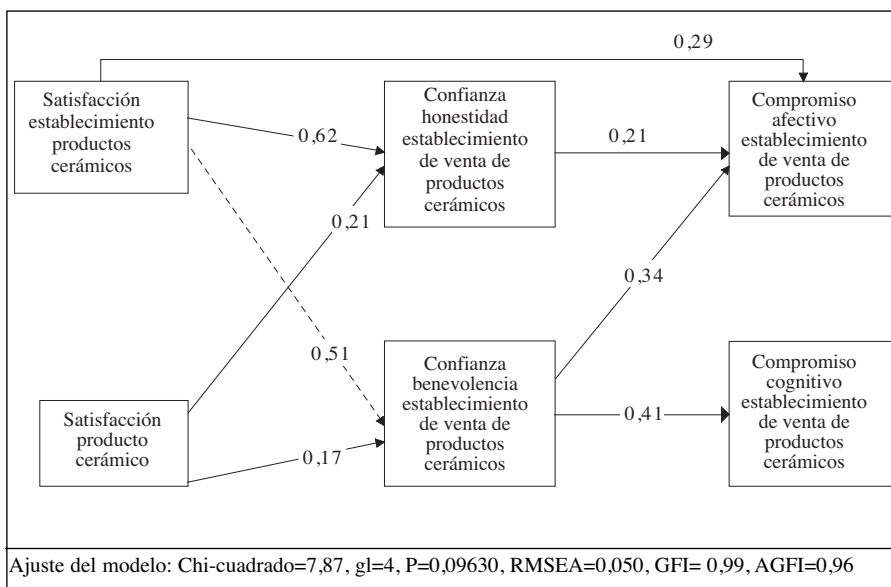 0,29
Satisfacción
establecimiento
productos
cerámicos
Confianza
honestidad
establecimiento
de venta de
productos
cerámicos
Compromiso
afectivo
establecimiento
de venta de
productos
cerámicos
0,62
0,21
0,21
0,34
0,51
Satisfacción
producto
cerámico
Confianza
benevolencia
establecimiento
de venta de
productos
cerámicos
Compromiso
cognitivo
establecimiento
de venta de
productos
cerámicos
0,41
0,17
Ajuste del modelo: Chi-cuadrado=7,87, gl=4, P=0,09630, RMSEA=0,050, GFI= 0,99, AGFI=0,96